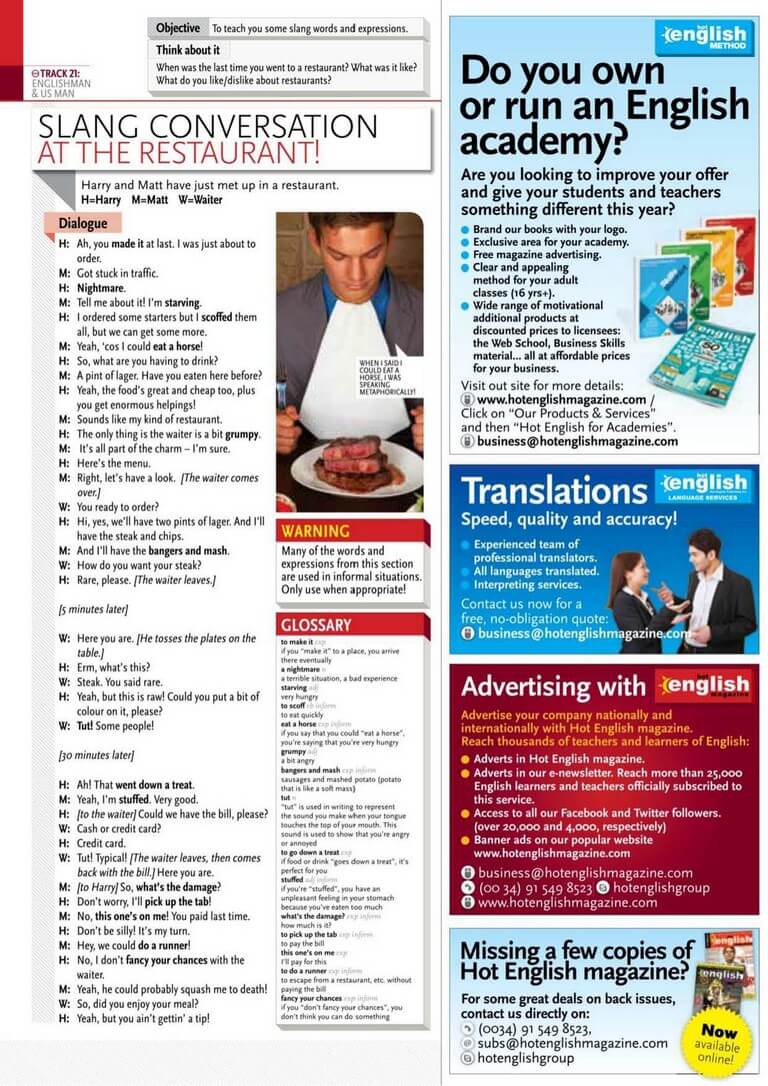 Objective To teach you some slang words and expressions.
Think about it
When was the last time you went to a restaurant? What was it like?
What do you like/dislike about restaurants?
TRACK 21:
ENGLISHMAN
& US MAN
SLANG CONVERSATION
AT THE RESTAURANT!
Harry and Matt have just met up in a restaurant.
H=Harry M=Matt W=Waiter
Dialogue
H: Ah, you made it at last. I was just about to
order.
M: Got stuck in traffic.
H: Nightmare.
M: Tell me about it! I'm starving.
H: I ordered some starters but I scoffed them
all, but we can get some more.
M: Yeah, 'cos I could eat a horse!
H: So, what are you having to drink?
M: A pint of lager. Have you eaten here before?
H: Yeah, the food's great and cheap too, plus
you get enormous helpings!
M: Sounds like my kind of restaurant.
H: The only thing is the waiter is a bit grumpy.
M: It's all part of the charm – I'm sure.
H: Here's the menu.
M: Right, let's have a look. [The waiter comes
over.]
W: You ready to order?
H: Hi, yes, we'll have two pints of lager. And I'll
have the steak and chips.
M: And I'll have the bangers and mash.
W: How do you want your steak?
H: Rare, please. [The waiter leaves.]
[5 minutes later]
W: Here you are. [He tosses the plates on the
table.]
H: Erm, what's this?
W: Steak. You said rare.
H: Yeah, but this is raw! Could you put a bit of
colour on it, please?
W: Tut! Some people!
[30 minutes later]
H: Ah! That went down a treat.
M: Yeah, I'm stuffed. Very good.
H: [to the waiter] Could we have the bill, please?
W: Cash or credit card?
H: Credit card.
W: Tut! Typical! [The waiter leaves, then comes
back with the bill.] Here you are.
M: [to Harry] So, what's the damage?
H: Don't worry, I'll pick up the tab!
M: No, this one's on me! You paid last time.
H: Don't be silly! It's my turn.
M: Hey, we could do a runner!
H: No, I don't fancy your chances with the
waiter.
M: Yeah, he could probably squash me to death!
W: So, did you enjoy your meal?
H: Yeah, but you ain't gettin' a tip!
WHEN I SAID I
COULD EAT A
HORSE, I WAS
SPEAKING
METAPHORICALLY!
WARNING
Many of the words and
expressions from this section
are used in informal situations.
Only use when appropriate!
GLOSSARY
to make it exp
if you "make it" to a place, you arrive
there eventually
a nightmare n
a terrible situation, a bad experience
starving adj
very hungry
to scoff vb inform
to eat quickly
eat a horse exp inform
if you say that you could "eat a horse",
you're saying that you're very hungry
grumpy adj
a bit angry
bangers and mash exp inform
sausages and mashed potato (potato
that is like a soft mass)
tut n
"tut" is used in writing to represent
the sound you make when your tongue
touches the top of your mouth. This
sound is used to show that you're angry
or annoyed
to go down a treat exp
if food or drink "goes down a treat", it's
perfect for you
stuffed adj inform
if you're "stuffed", you have an
unpleasant feeling in your stomach
because you've eaten too much
what's the damage? exp inform
how much is it?
to pick up the tab exp inform
to pay the bill
this one's on me exp
I'll pay for this
to do a runner exp inform
to escape from a restaurant, etc. without
paying the bill
fancy your chances exp inform
if you "don't fancy your chances", you
don't think you can do something
hot
english
METHOD
Do you own
or run an English
academy?
Are you looking to improve your offer
and give your students and teachers
something different this year?
Brand our books with your logo.
Exclusive area for your academy.
Free magazine advertising.
Clear and appealing
method for your adult
classes (16 yrs+).
Wide range of motivational
additional products at
discounted prices to licensees:
the Web School, Business Skills
material... all at affordable prices
for your business.
Visit out site for more details:
www.hotenglishmagazine.com /
Click on "Our Products & Services"
and then "Hot English for Academies".
business@hotenglishmagazine.com
english
50
Translations
hot
english
LANGUAGE SERVICES
Speed, quality and accuracy!
Experienced team of
professional translators.
All languages translated.
Interpreting services.
Contact us now for a
free, no-obligation quote:
business@hotenglishmagazine.com
Advertising with
hot
english
magazine
Advertise your company nationally and
internationally with Hot English magazine.
Reach thousands of teachers and learners of English:
Adverts in Hot English magazine.
Adverts in our e-newsletter. Reach more than 25,000
English learners and teachers officially subscribed to
this service.
Access to all our Facebook and Twitter followers.
(over 20,000 and 4,000, respectively)
Banner ads on our popular website
www.hotenglishmagazine.com
business@hotenglishmagazine.com
(00 34) 91 549 8523 hotenglishgroup
www.hotenglishmagazine.com
Missing a few copies of
Hot English magazine?
For some great deals on back issues,
contact us directly on:
(0034) 91 549 8523,
subs@hotenglishmagazine.com
hotenglishgroup
english
english
Now
available
online!